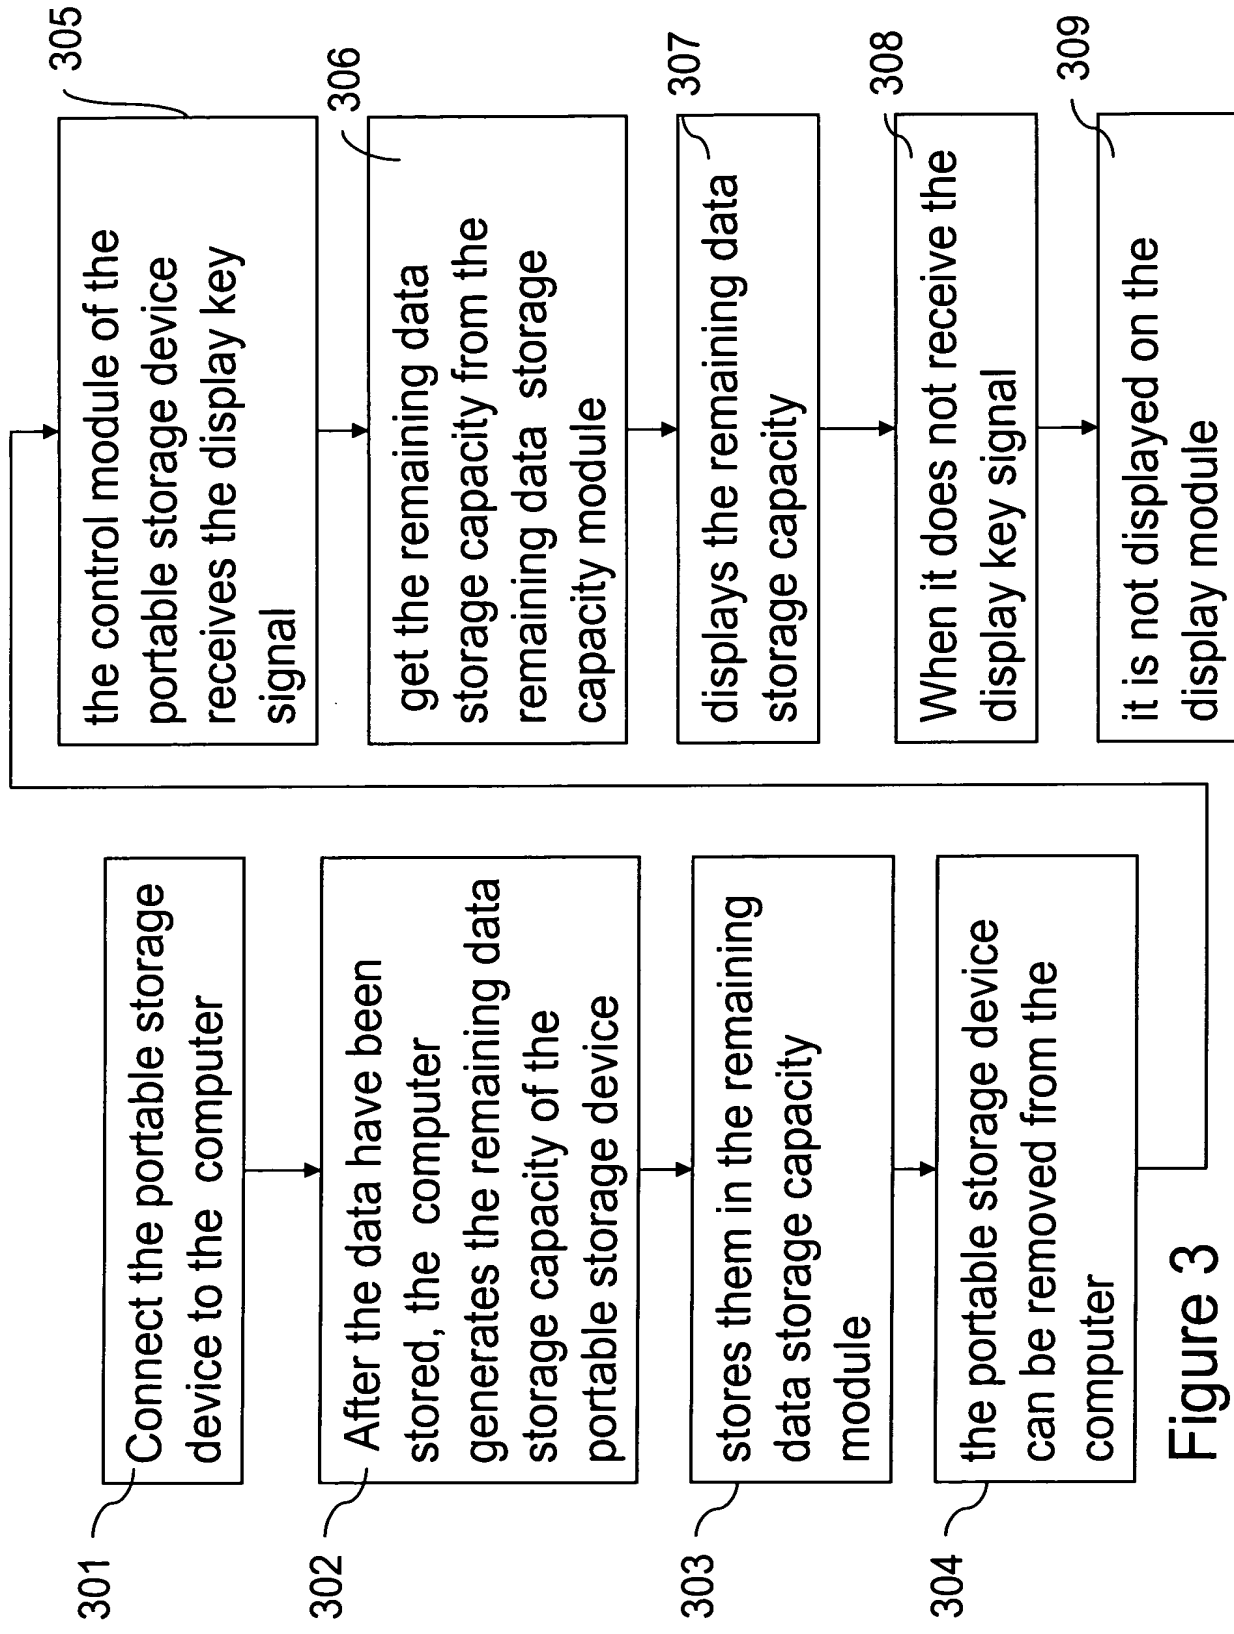 301
Connect the portable storage
device to the computer
302
After the data have been
stored, the computer
generates the remaining data
storage capacity of the
portable storage device
303
stores them in the remaining
data storage capacity
module
304
the portable storage device
can be removed from the
computer
305
the control module of the
portable storage device
receives the display key
signal
306
get the remaining data
storage capacity from the
remaining data storage
capacity module
307
displays the remaining data
storage capacity
308
When it does not receive the
display key signal
309
it is not displayed on the
display module
Figure 3